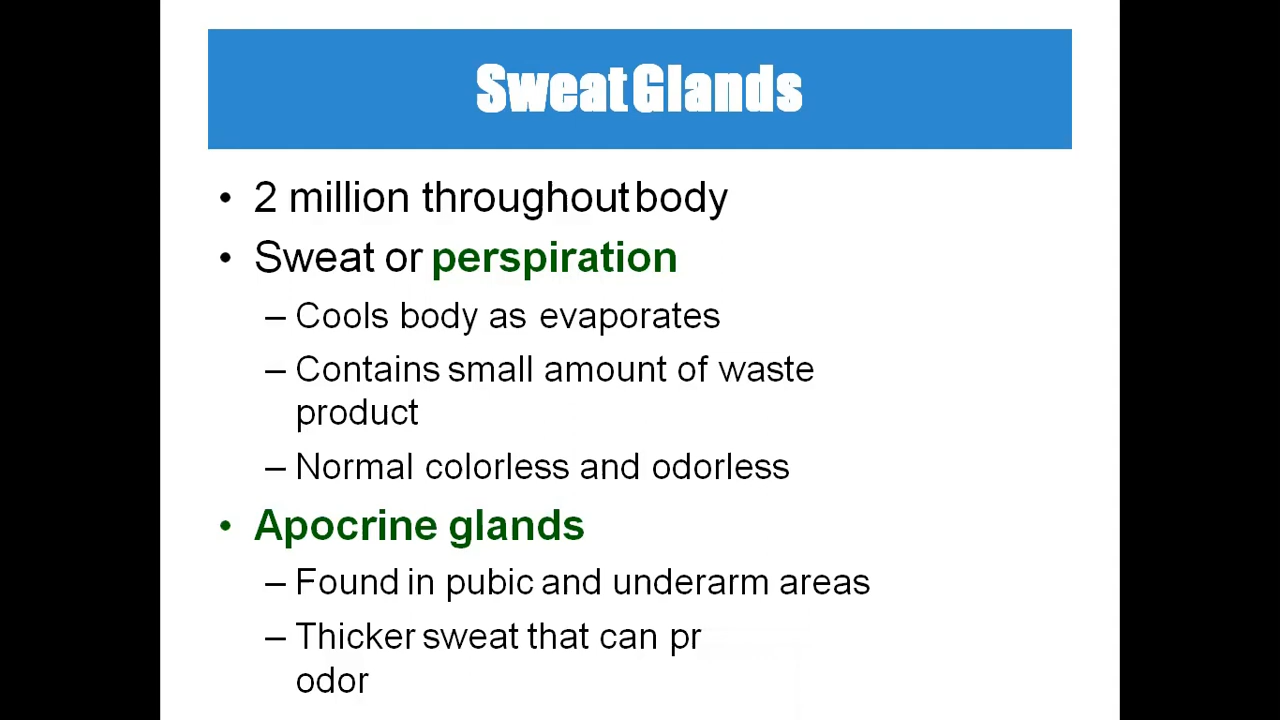 Sweat Glands
• 2 million throughout body
• Sweat or perspiration
– Cools body as evaporates
– Contains small amount of waste
product
– Normal colorless and odorless
• Apocrine glands
– Found in pubic and underarm areas
– Thicker sweat that can pr
odor